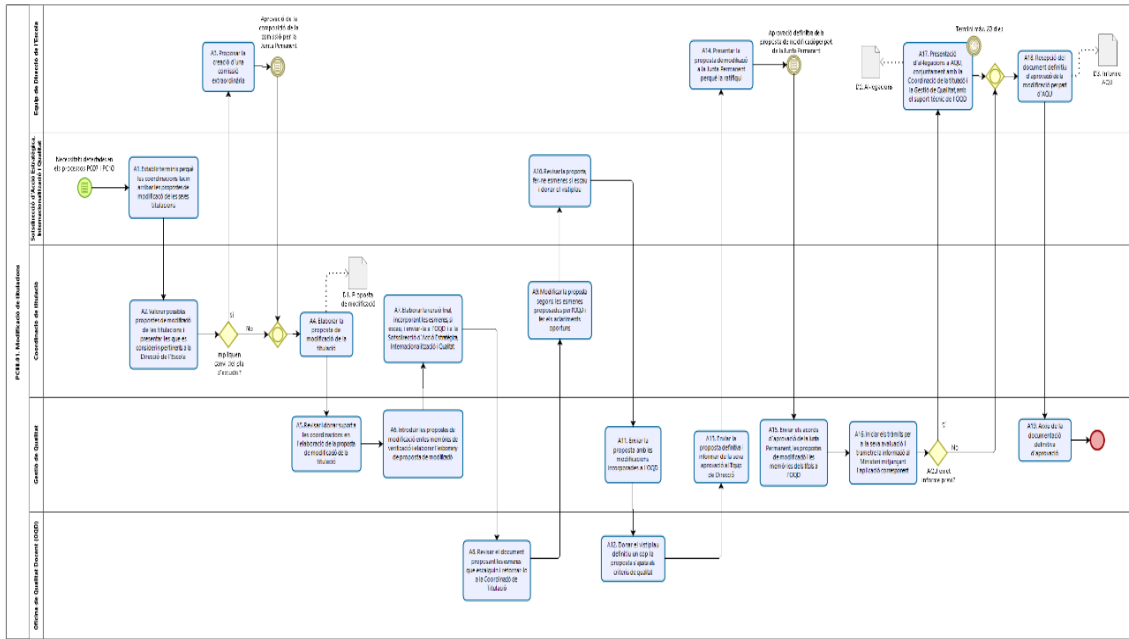 PC08.01. Modificació de titulacions
Equip de Direcció de l'Escola
Aprovació de la
composició de la
comissió per la
Junta Permanent
A3. Proposar la
creació d'una
comissió
extraordinària
A14. Presentar la
proposta de modificació
a la Junta Permanent
perquè la ratifiqui
Aprovació definitiva de la
proposta de modificació per part
de la Junta Permanent
Termini màx. 20 dies
A17. Presentació
d'al·legacions a AQU,
conjuntament amb la
Coordinació de la titulació i
la Gestió de Qualitat, amb
el suport tècnic de l'OQD
D2. Al·legacions
A18. Recepció del
document definitiu
d'aprovació de la
modificació per part
d'AQU
D3. Informe
AQU
Sotsdirecció d'Acció Estratègica,
Internacionalització i Qualitat
Necessitats detectades en
els processos PC07 i PC10
A1. Establir terminis perquè
les coordinacions facin
arribar les propostes de
modificació de les seves
titulacions
A10. Revisar la proposta,
fer-ne esmenes si escau
i donar el vistiplau
Coordinació de titulació
A2. Valorar possibles
propostes de modificació
de les titulacions i
presentar les que es
considerin pertinents a la
Direcció de l'Escola
Sí
No
Impliquen
canvi del pla
d'estudis?
A4. Elaborar la
proposta de
modificació de la
titulació
D1. Proposta
de modificació
A7. Elaborar la versió final,
incorporant les esmenes, si
escau, i enviar-la a l'OQD i a la
Sotsdirecció d'Acció Estratègica,
Internacionalització i Qualitat
A9. Modificar la proposta
segons les esmenes
proposades per l'OQD i
fer els aclariments
oportuns
Gestió de Qualitat
A5. Revisar i donar suport a
les coordinacions en
l'elaboració de la proposta
de modificació de la
titulació
A6. Introduir les propostes de
modificació en les memòries de
verificació i elaborar l'esborrany
de proposta de modificació
A11. Enviar la
proposta amb les
modificacions
incorporades a l'OQD
A13. Enviar la
proposta definitiva i
informar de la seva
aprovació a l'Equip
de Direcció
A15. Enviar els acords
d'aprovació de la Junta
Permanent, les propostes
de modificació i les
memòries dels títols a
l'OQD
A16. Iniciar els tràmits per
a la seva avaluació i
trametre la informació al
Ministeri mitjançant
l'aplicació corresponent
Sí
No
AQU emet
informe previ?
A19. Arxiu de la
documentació
definitiva
d'aprovació
Oficina de Qualitat Docent (OQD)
A8. Revisar el document
proposant les esmenes
que escaiguin i retornar-lo
a la Coordinació de
titulació
A12. Donar el vistiplau
definitiu un cop la
proposta s'ajusta als
criteris de qualitat